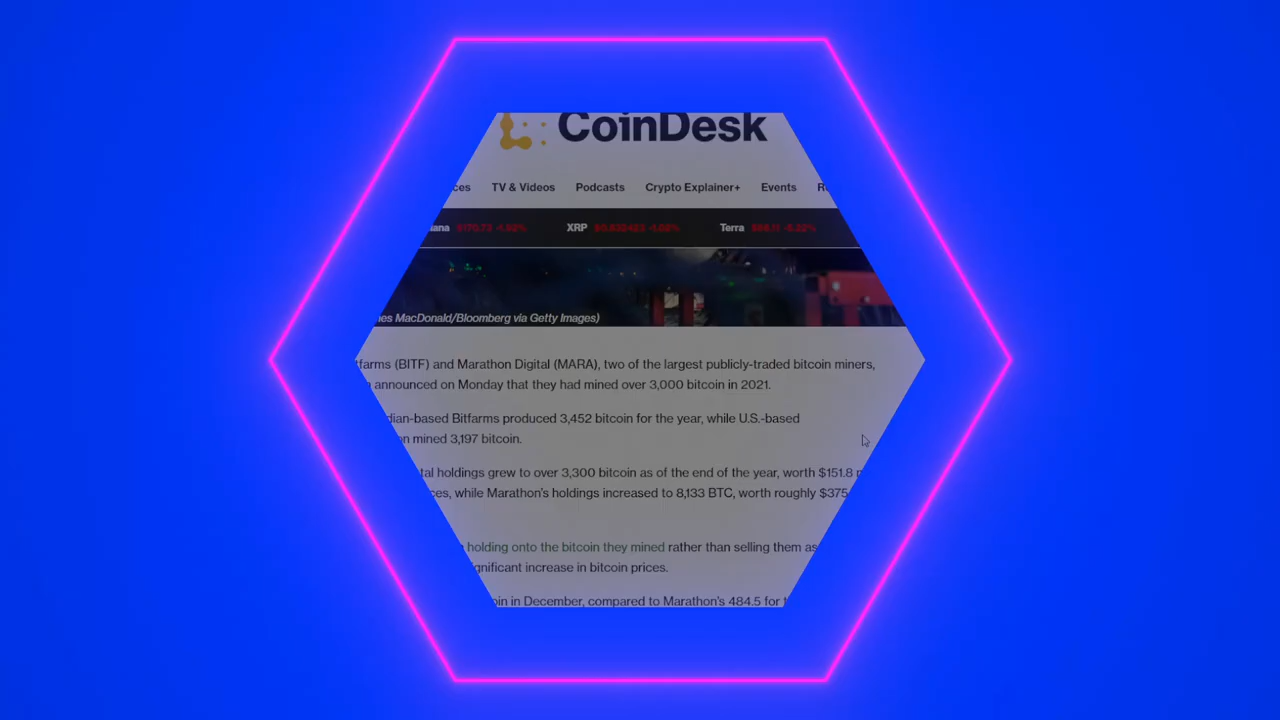 CoinDesk
TV & Videos Podcasts Crypto Explainer+ Events
XRP Terra
MacDonald/Bloomberg via Getty Images)
(BITF) and Marathon Digital (MARA), two of the largest publicly-traded bitcoin miners,
announced on Monday that they had mined over 3,000 bitcoin in 2021.
Bitfarms produced 3,452 bitcoin for the year, while U.S.-based
mined 3,197 bitcoin.
holdings grew to over 3,300 bitcoin as of the end of the year, worth $151.8
while Marathon's holdings increased to 8,133 BTC, worth roughly $375
holding onto the bitcoin they mined rather than selling them as
increase in bitcoin prices.
in December, compared to Marathon's 484.5 for